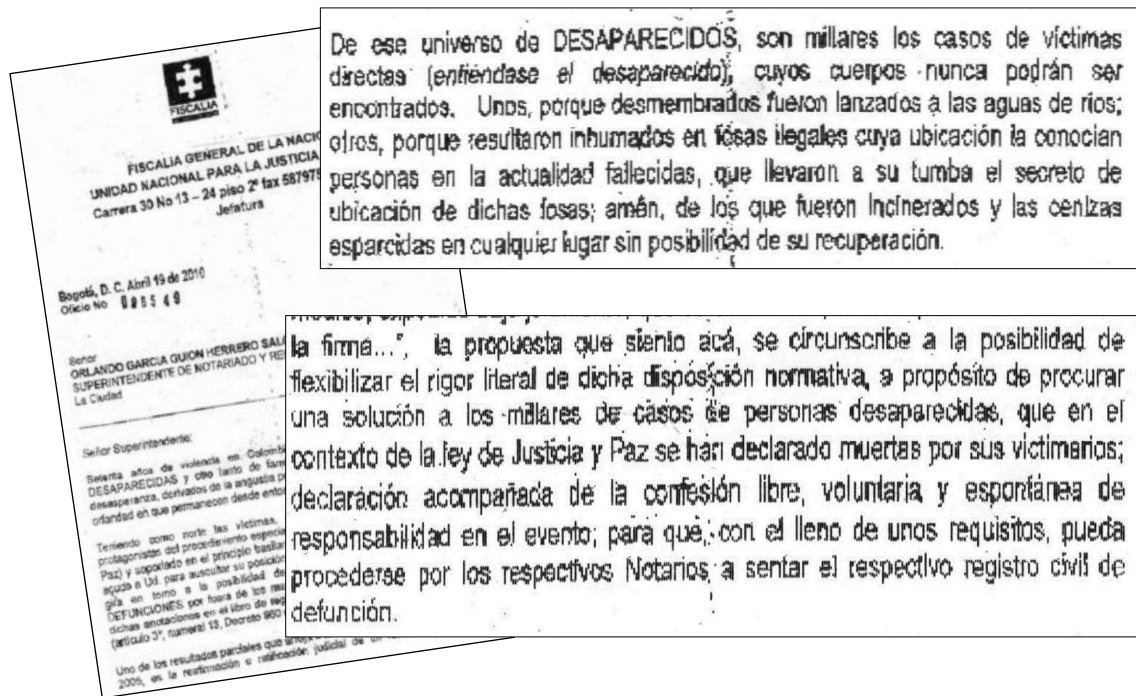 FISCALIA
FISCALIA GENERAL DE LA NACIO
UNIDAD NACIONAL PARA LA JUSTICIA
Carrera 30 No 13 – 24 piso 2º fax 587975
Jefatura
Bogotá, D. C. Abril 19 de 2010
Oficio No
Señor
ORLANDO GARCIA GUION HERRERO SALC
SUPERINTENDENTE DE NOTARIADO Y RE
La Ciudad
Señor Superintendente:
Setenta años de violencia en Colomb
DESAPARECIDAS y otro tanto de
desesperanza, derivados de la angustia
orfandad en que permanecen desde
Teniendo como norte las víctimas,
protagonistas del procedimiento especia
Paz) y soportado en el principio basilar
acudo a Ud. para auscultar su posición
gira en torno a la posibilidad de
DEFUNCIONES por fuera de los
dichas anotaciones en el libro de
(artículo 3º, numeral 13, Decreto 960
Uno de los resultados parciales que arroja
2005, es la reafirmación o ratificación judicial de un
De ese universo de DESAPARECIDOS, son millares los casos de víctimas
directas (entiéndase el desaparecido), cuyos cuerpos nunca podrán ser
encontrados. Unos, porque desmembrados fueron lanzados a las aguas de ríos;
otros, porque resultaron inhumados en fosas ilegales cuya ubicación la conocían
personas en la actualidad fallecidas, que llevaron a su tumba el secreto de
ubicación de dichas fosas; amén, de los que fueron incinerados y las cenizas
esparcidas en cualquier lugar sin posibilidad de su recuperación.
la firma...", la propuesta que siento acá, se circunscribe a la posibilidad de
flexibilizar el rigor literal de dicha disposición normativa, a propósito de procurar
una solución a los millares de casos de personas desaparecidas, que en el
contexto de la ley de Justicia y Paz se han declarado muertas por sus victimarios;
declaración acompañada de la confesión libre, voluntaria y espontánea de
responsabilidad en el evento; para que, con el lleno de unos requisitos, pueda
procederse por los respectivos Notarios a sentar el respectivo registro civil de
defunción.